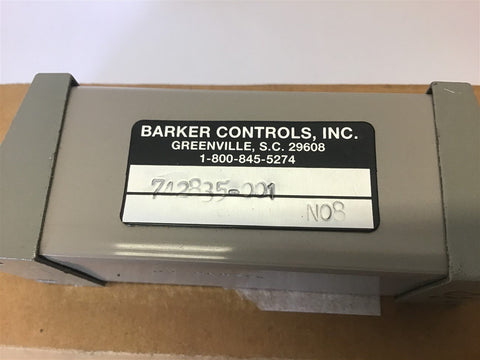 BARKER CONTROLS, INC.
GREENVILLE, S.C. 29608
1-800-845-5274
742835-001
N08